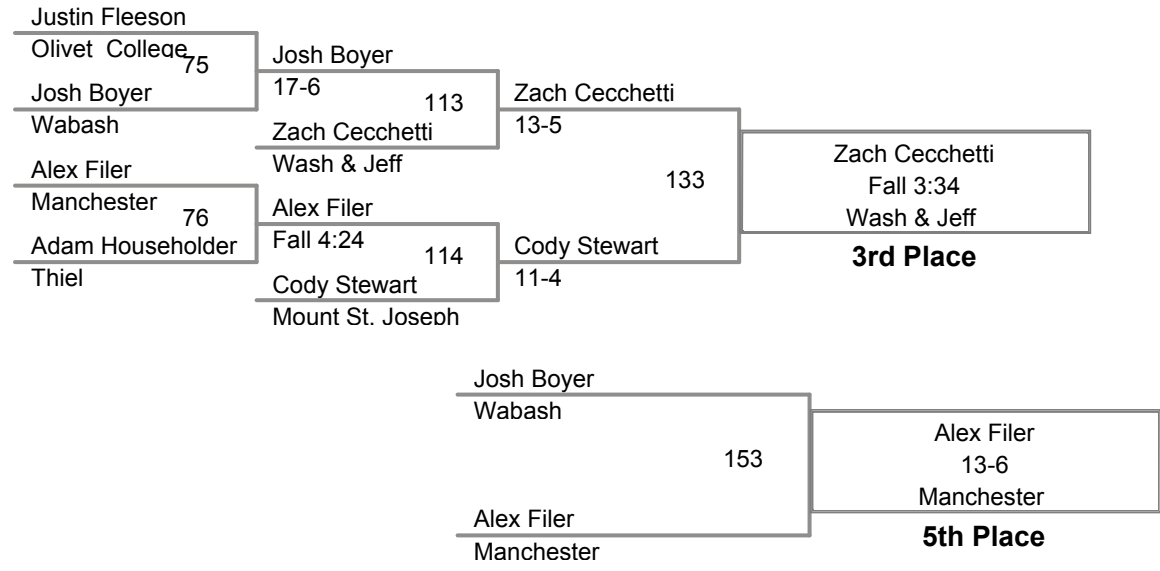 Justin Fleeson
Olivet College
75
Josh Boyer
Wabash
Alex Filer
Manchester
76
Adam Householder
Thiel
Josh Boyer
17-6
113
Zach Cecchetti
Wash & Jeff
Alex Filer
Fall 4:24
114
Cody Stewart
Mount St. Joseph
Zach Cecchetti
13-5
133
Cody Stewart
11-4
Zach Cecchetti
Fall 3:34
Wash & Jeff
3rd Place
Josh Boyer
Wabash
153
Alex Filer
Manchester
Alex Filer
13-6
Manchester
5th Place